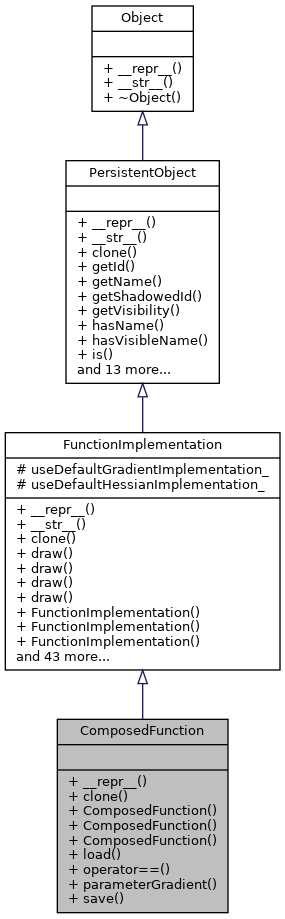 Object
+ __repr__()
+ __str__()
+ ~Object()
PersistentObject
+ __repr__()
+ __str__()
+ clone()
+ getId()
+ getName()
+ getShadowedId()
+ getVisibility()
+ hasName()
+ hasVisibleName()
+ is()
and 13 more...
FunctionImplementation
# useDefaultGradientImplementation_
# useDefaultHessianImplementation_
+ __repr__()
+ __str__()
+ clone()
+ draw()
+ draw()
+ draw()
+ draw()
+ FunctionImplementation()
+ FunctionImplementation()
+ FunctionImplementation()
and 43 more...
ComposedFunction
+ __repr__()
+ clone()
+ ComposedFunction()
+ ComposedFunction()
+ ComposedFunction()
+ load()
+ operator==()
+ parameterGradient()
+ save()